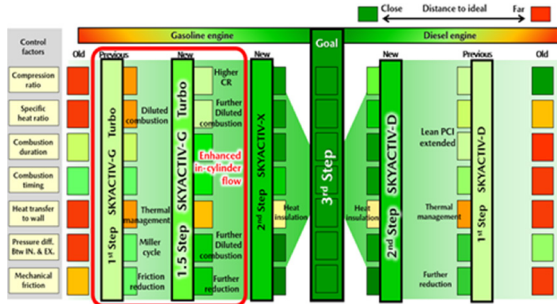 Close
Distance to ideal
Far
Gasoline engine
Diesel engine
Control
factors
Old
Previous
New
New
Goal
New
Previous
Old
Compression
ratio
Specific
heat ratio
Combustion
duration
Combustion
timing
Heat transfer
to wall
Pressure diff.
Btw IN. & EX.
Mechanical
friction
1st Step SKYACTIV-G Turbo
Diluted
combustion
Thermal
management
Miller
cycle
Friction
reduction
1.5 Step SKYACTIV-G Turbo
Higher
CR
Further
Diluted
combustion
Enhanced
in-cylinder
flow
Further
Diluted
combustion
Further
reduction
2nd Step SKYACTIV-X
Heat
insulation
3rd Step
Heat
insulation
2nd Step SKYACTIV-D
Lean PCI
extended
Thermal
management
Further
reduction
1st Step SKYACTIV-D